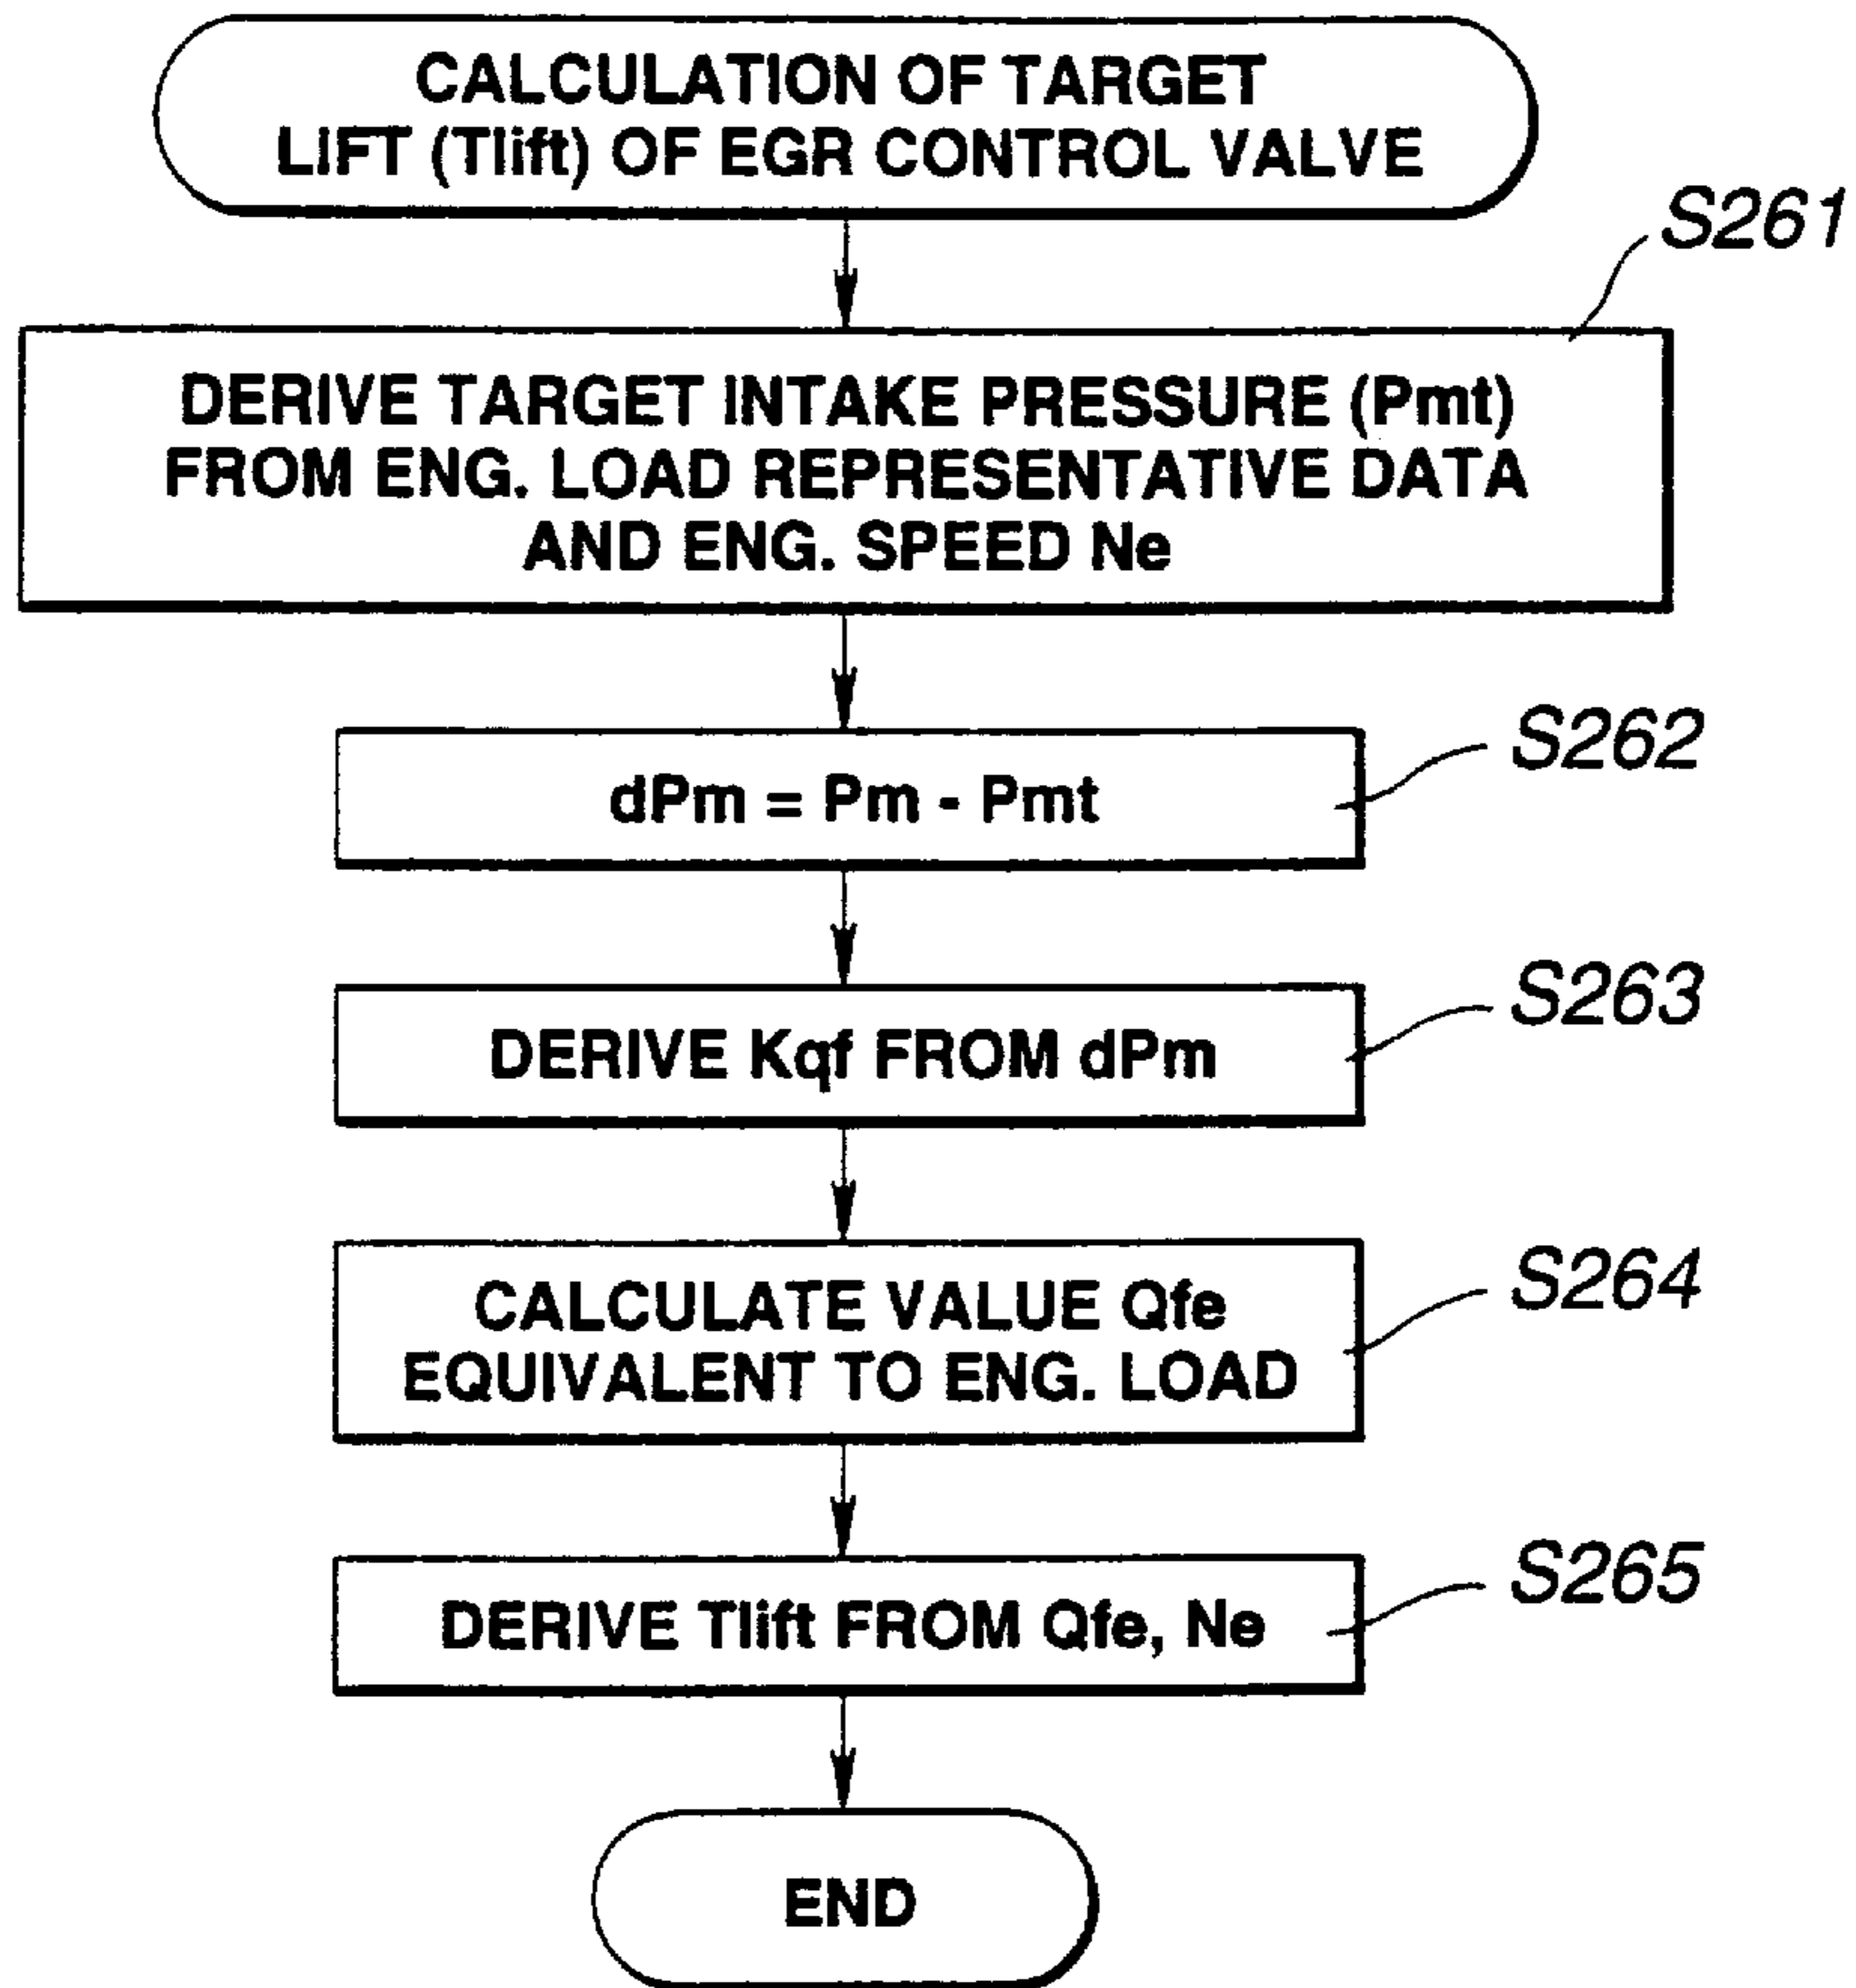 CALCULATION OF TARGET
LIFT (Tlift) OF EGR CONTROL VALVE
S261
DERIVE TARGET INTAKE PRESSURE (Pmt)
FROM ENG. LOAD REPRESENTATIVE DATA
AND ENG. SPEED Ne
S262
dPm = Pm - Pmt
S263
DERIVE Kqf FROM dPm
S264
CALCULATE VALUE Qfe
EQUIVALENT TO ENG. LOAD
S265
DERIVE Tlift FROM Qfe, Ne
END